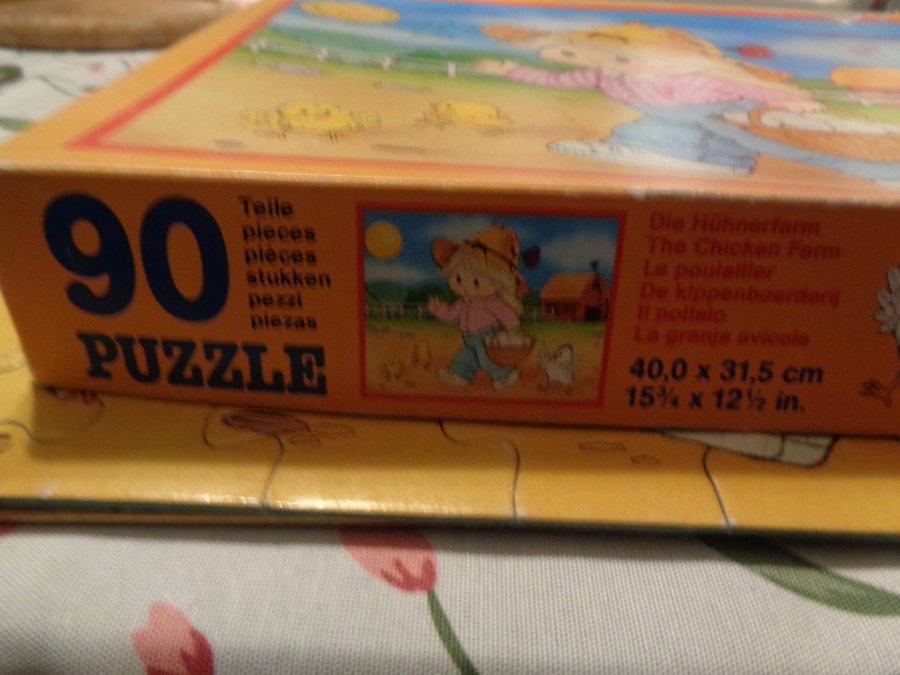 90
Teile
pieces
pièces
stukken
pezzi
piezas
PUZZLE
Die Hühnerfarm
The Chicken Farm
Le poulailler
De kippenboerderij
Il pollaio
La granja avicola
40,0 x 31,5 cm
15¾ x 12½ in.